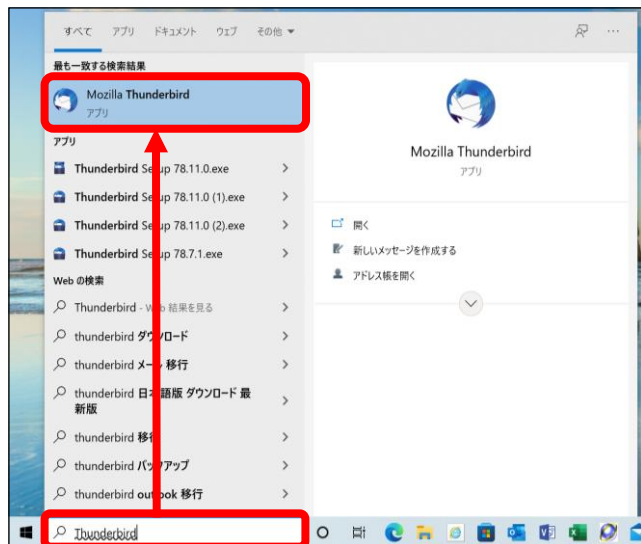 すべて アプリ ドキュメント ウェブ その他
最も一致する検索結果
Mozilla Thunderbird
アプリ
アプリ
Thunderbird Setup 78.11.0.exe
Thunderbird Setup 78.11.0 (1).exe
Thunderbird Setup 78.11.0 (2).exe
Thunderbird Setup 78.7.1.exe
Web の検索
Thunderbird - Web 結果を見る
thunderbird ダウンロード
thunderbird メール 移行
thunderbird 日本語版 ダウンロード 最
新版
thunderbird 移行
thunderbird バックアップ
thunderbird outlook 移行
Thunderbird
Mozilla Thunderbird
アプリ
開く
新しいメッセージを作成する
アドレス帳を開く